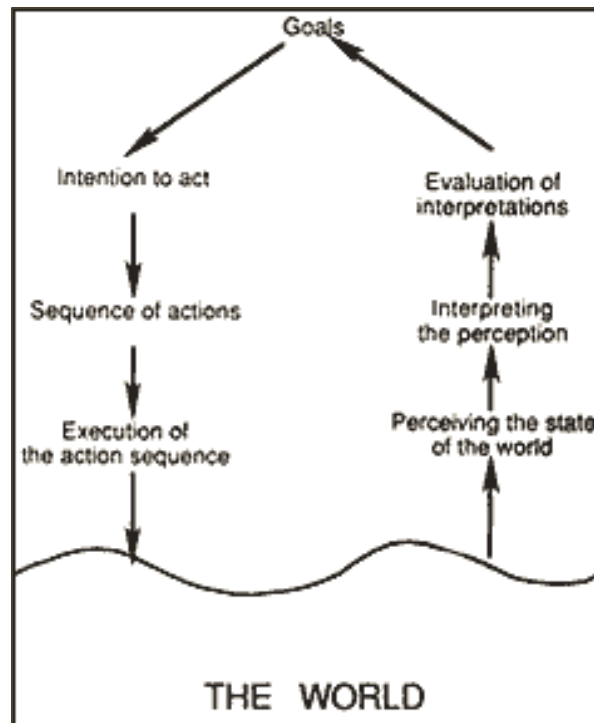 Goals
Intention to act
Sequence of actions
Execution of
the action sequence
Evaluation of
interpretations
Interpreting
the perception
Perceiving the state
of the world
THE WORLD